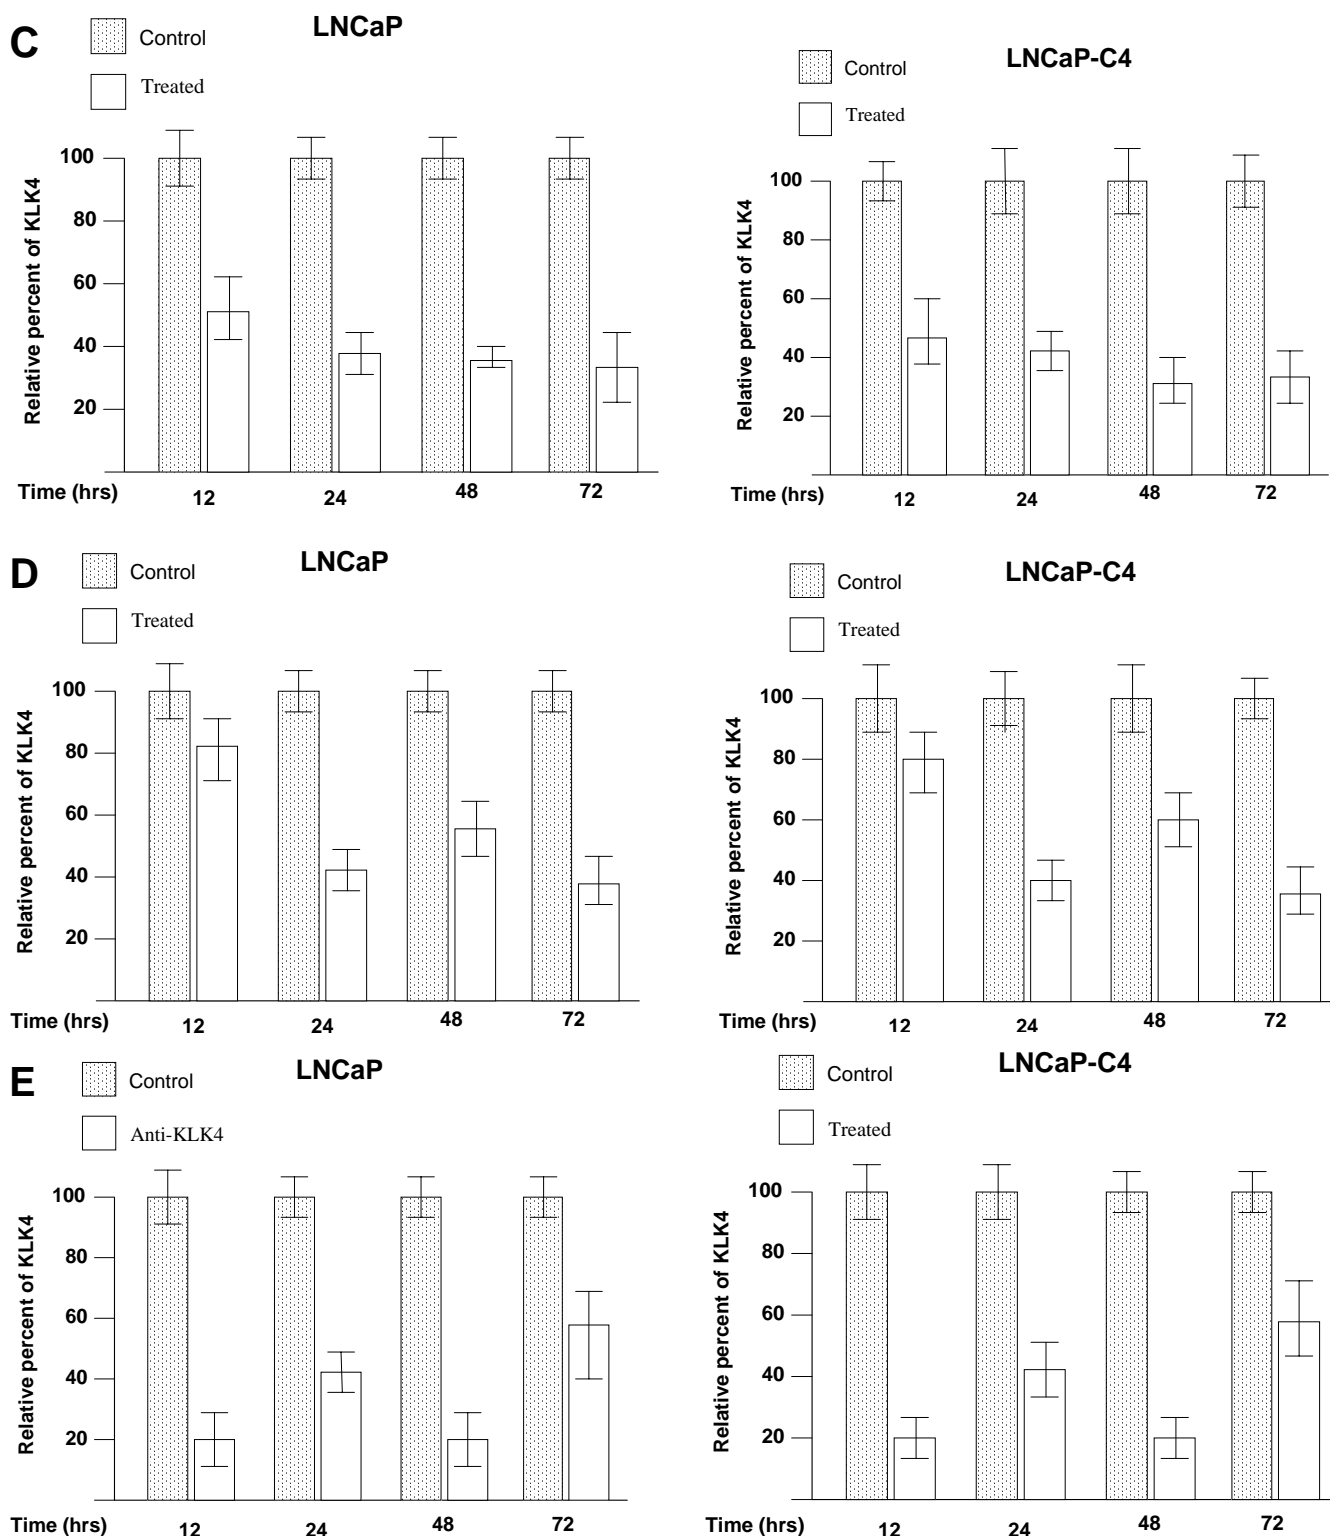 C
Control
Treated
LNCaP
Relative percent of KLK4
100
80
60
40
20
Time (hrs)
12
24
48
72
Control
Treated
LNCaP-C4
Relative percent of KLK4
100
80
60
40
20
Time (hrs)
12
24
48
72
D
Control
Treated
LNCaP
Relative percent of KLK4
100
80
60
40
20
Time (hrs)
12
24
48
72
Control
Treated
LNCaP-C4
Relative percent of KLK4
100
80
60
40
20
Time (hrs)
12
24
48
72
E
Control
Anti-KLK4
LNCaP
Relative percent of KLK4
100
80
60
40
20
Time (hrs)
12
24
48
72
Control
Treated
LNCaP-C4
Relative percent of KLK4
100
80
60
40
20
Time (hrs)
12
24
48
72